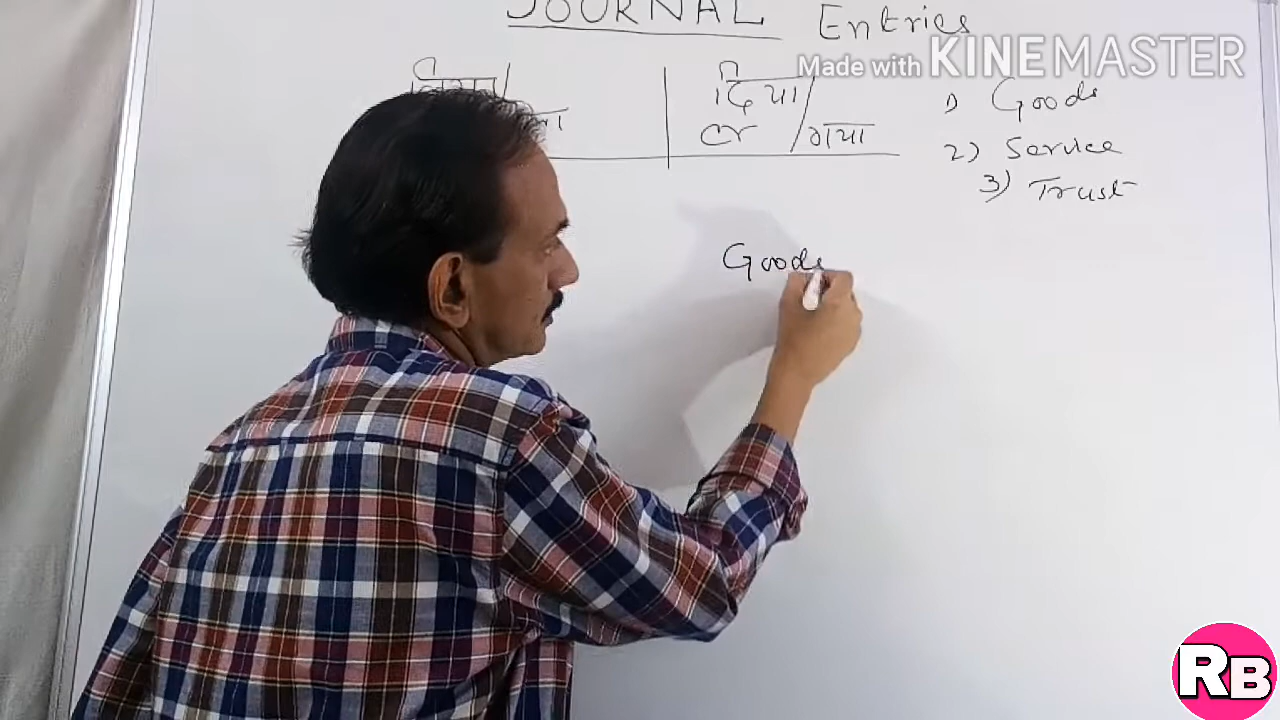 JOURNAL Entries
Made with KINEMASTER
दिया/
Cr /गया
1) Goods
2) Service
3) Trust
Goods
RB